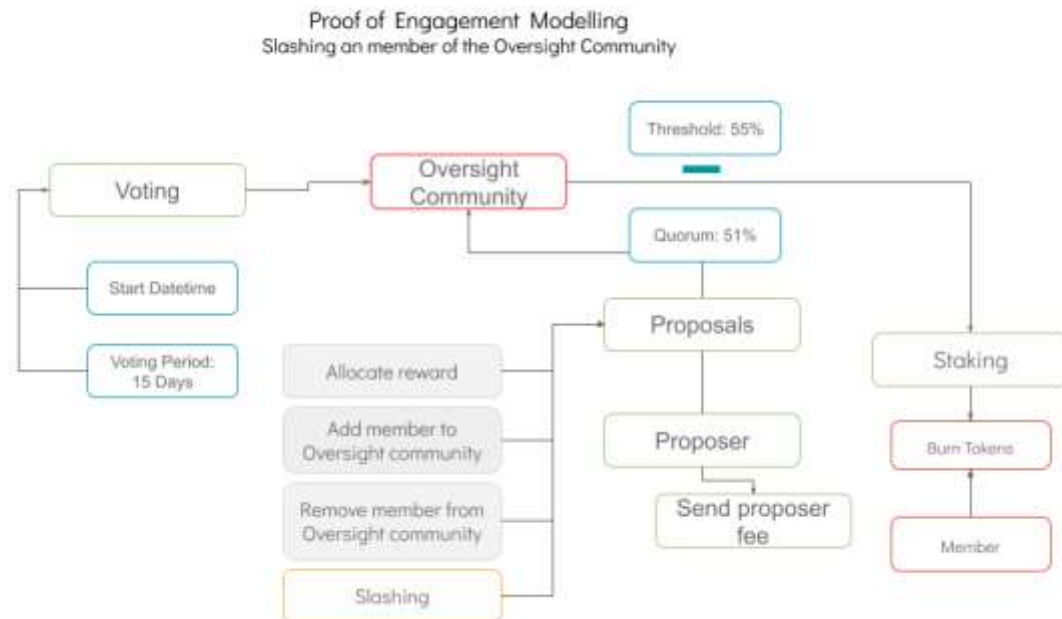 Proof of Engagement Modelling
Slashing an member of the Oversight Community
Threshold: 55%
Voting
Oversight
Community
Quorum: 51%
Start Datetime
Proposals
Voting Period:
15 Days
Allocate reward
Staking
Add member to
Oversight community
Proposer
Burn Tokens
Remove member from
Oversight community
Send proposer
fee
Member
Slashing